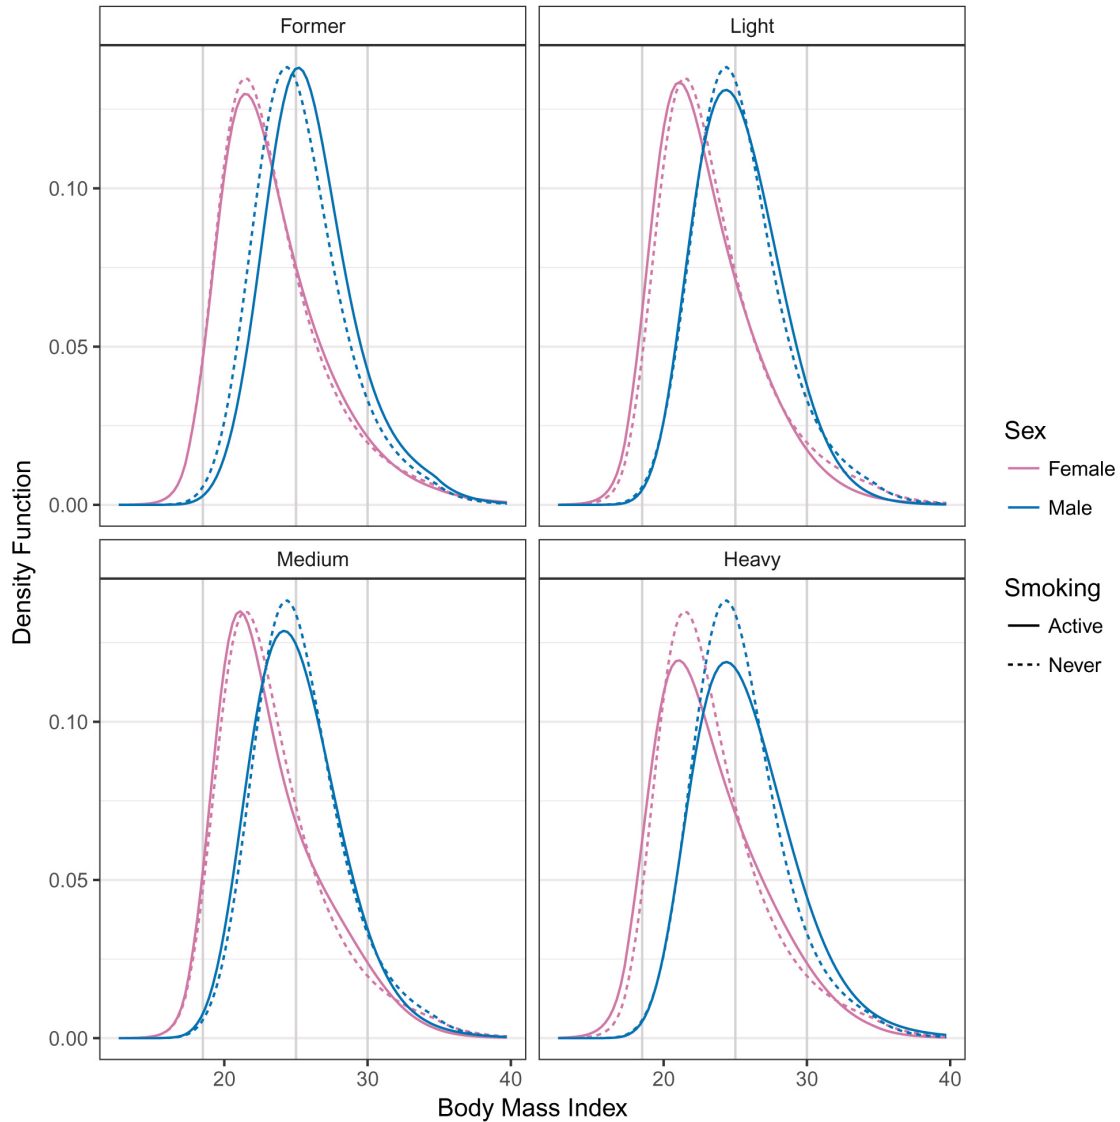 Former
Light
0.10
0.05
0.00
Medium
Heavy
0.10
0.05
0.00
20
30
40
20
30
40
Body Mass Index
Density Function
Sex
Female
Male
Smoking
Active
Never